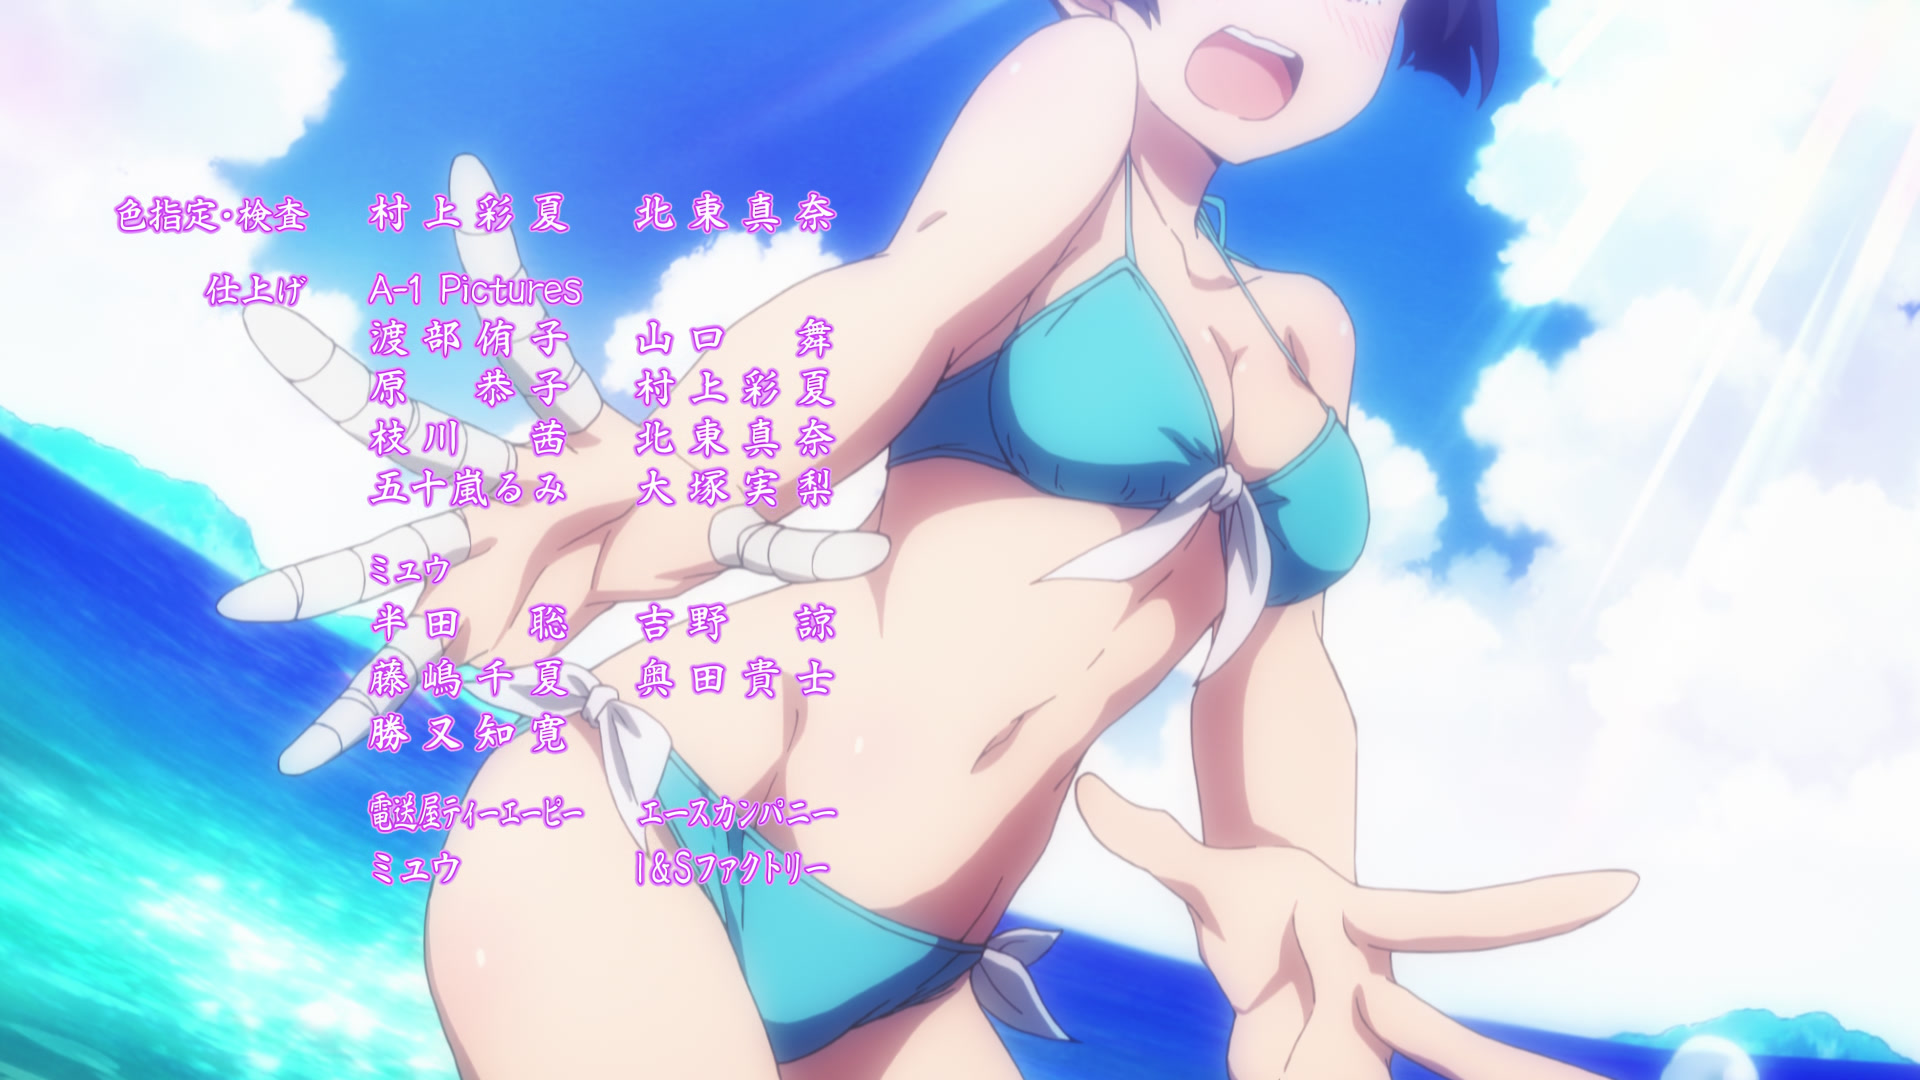 色指定・検査 村上彩夏 北東真奈
仕上げ A-1 Pictures
渡部侑子 山口舞
原恭子 村上彩夏
枝川茜 北東真奈
五十嵐るみ 大塚実梨
ミユウ
半田聡 吉野諒
藤嶋千夏 奥田貴士
勝又知寛
電送屋ティーエーピー エースカンパニー
ミユウ I&Sファクトリー